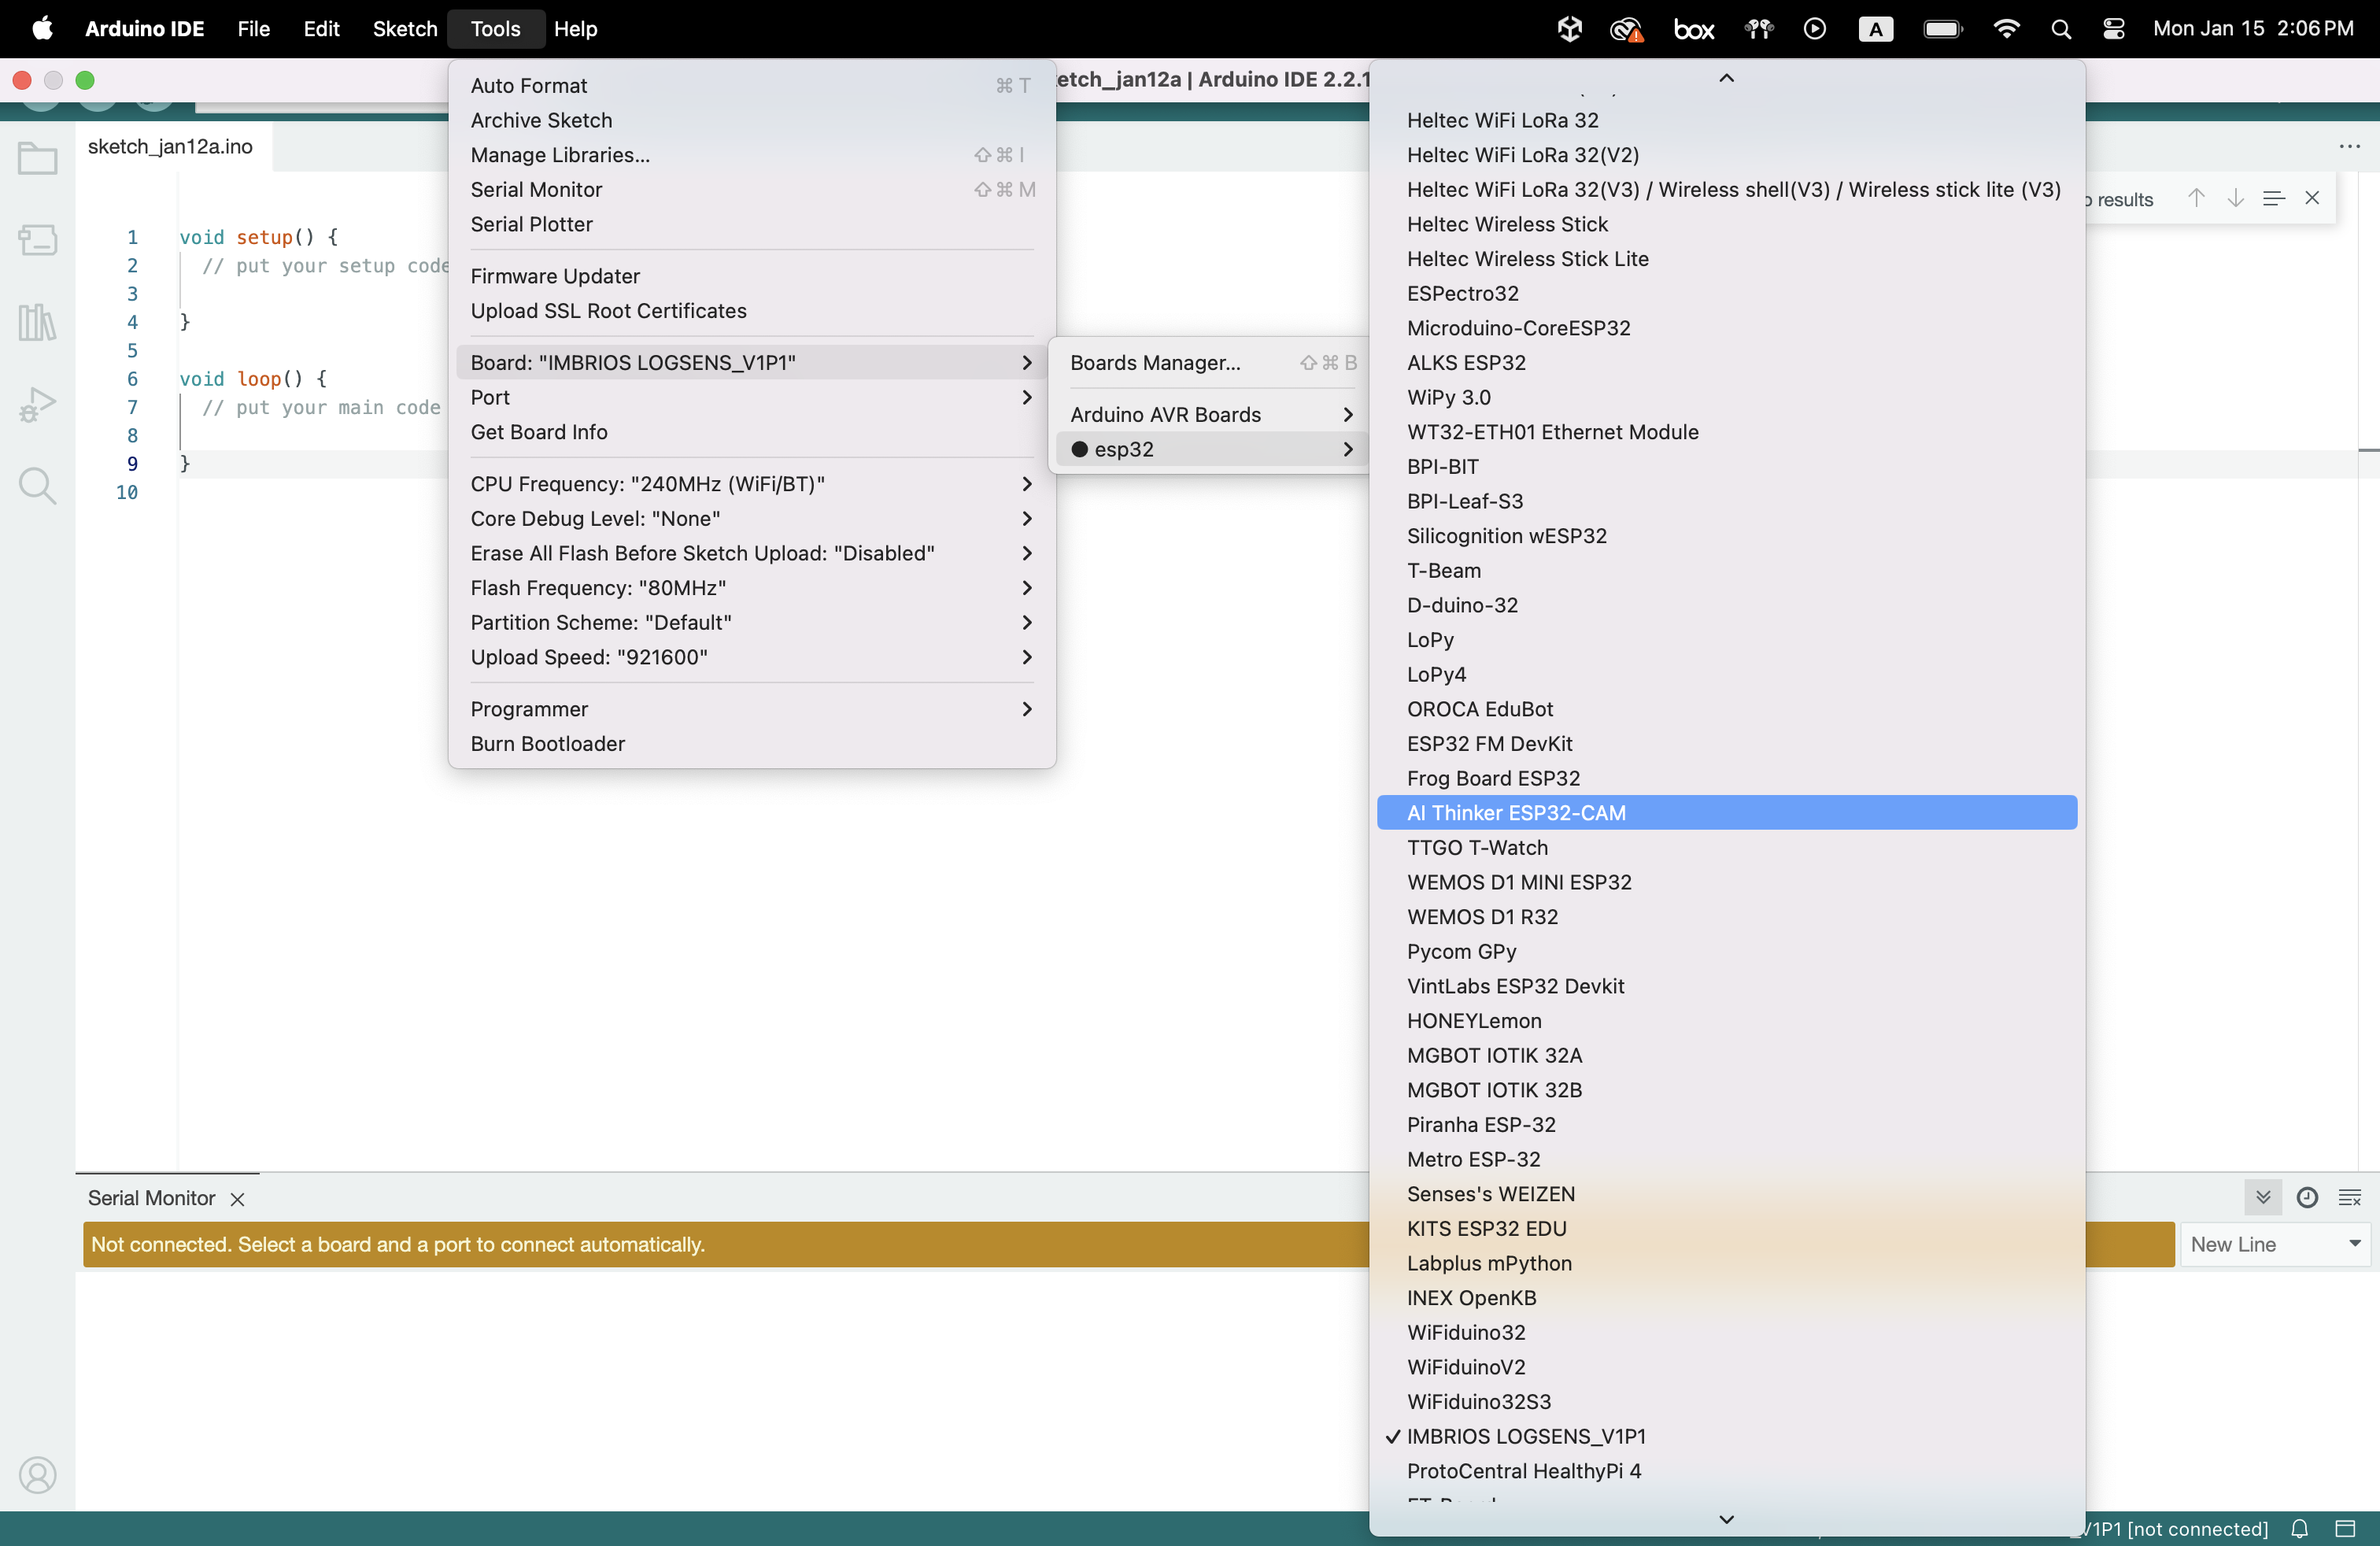 Arduino IDE File Edit Sketch Tools Help box A Mon Jan 15 2:06 PM
etch_jan12a | Arduino IDE 2.2.1
sketch_jan12a.ino
results
1 void setup() {
2 // put your setup code
3
4 }
5
6 void loop() {
7 // put your main code
8
9 }
10
Auto Format ⌘ T
Archive Sketch
Manage Libraries... ⇧ ⌘ I
Serial Monitor ⇧ ⌘ M
Serial Plotter
Firmware Updater
Upload SSL Root Certificates
Board: "IMBRIOS LOGSENS_V1P1"
Port
Get Board Info
CPU Frequency: "240MHz (WiFi/BT)"
Core Debug Level: "None"
Erase All Flash Before Sketch Upload: "Disabled"
Flash Frequency: "80MHz"
Partition Scheme: "Default"
Upload Speed: "921600"
Programmer
Burn Bootloader
Boards Manager... ⇧ ⌘ B
Arduino AVR Boards
esp32
Heltec WiFi LoRa 32
Heltec WiFi LoRa 32(V2)
Heltec WiFi LoRa 32(V3) / Wireless shell(V3) / Wireless stick lite (V3)
Heltec Wireless Stick
Heltec Wireless Stick Lite
ESPectro32
Microduino-CoreESP32
ALKS ESP32
WiPy 3.0
WT32-ETH01 Ethernet Module
BPI-BIT
BPI-Leaf-S3
Silicognition wESP32
T-Beam
D-duino-32
LoPy
LoPy4
OROCA EduBot
ESP32 FM DevKit
Frog Board ESP32
AI Thinker ESP32-CAM
TTGO T-Watch
WEMOS D1 MINI ESP32
WEMOS D1 R32
Pycom GPy
VintLabs ESP32 Devkit
HONEYLemon
MGBOT IOTIK 32A
MGBOT IOTIK 32B
Piranha ESP-32
Metro ESP-32
Senses's WEIZEN
KITS ESP32 EDU
Labplus mPython
INEX OpenKB
WiFiduino32
WiFiduinoV2
WiFiduino32S3
✓ IMBRIOS LOGSENS_V1P1
ProtoCentral HealthyPi 4
Serial Monitor
Not connected. Select a board and a port to connect automatically.
New Line
_V1P1 [not connected]